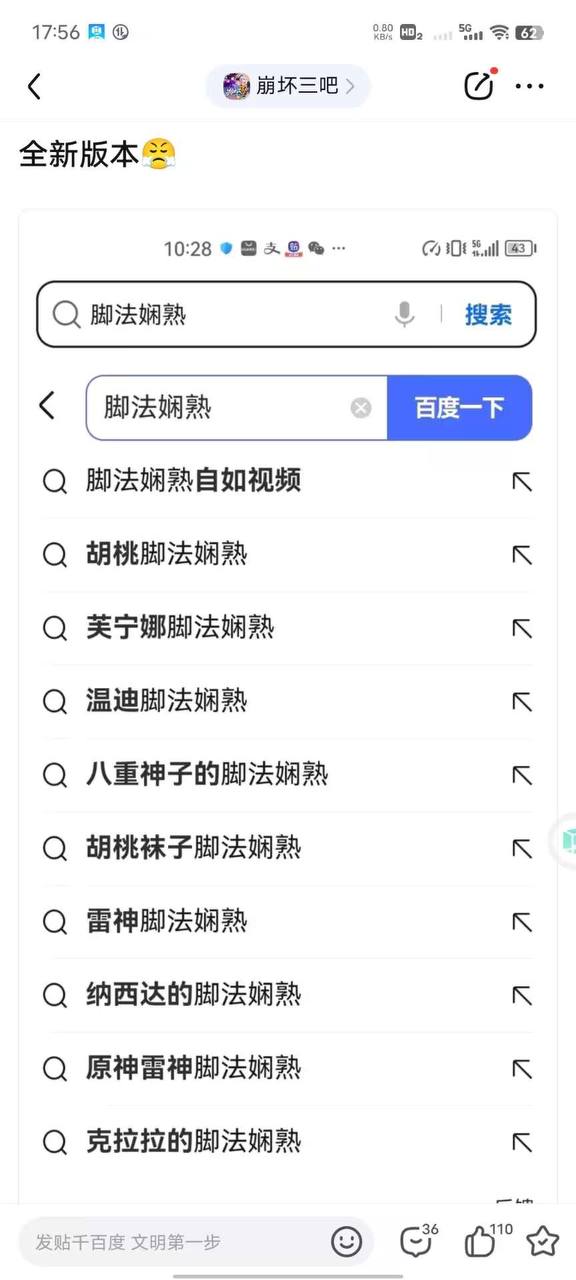 17:56
0.80 KB/s HD2 5G 62
崩坏三吧
全新版本
10:28 支 5G 43
脚法娴熟 搜索
脚法娴熟 百度一下
脚法娴熟自如视频
胡桃脚法娴熟
芙宁娜脚法娴熟
温迪脚法娴熟
八重神子的脚法娴熟
胡桃袜子脚法娴熟
雷神脚法娴熟
纳西达的脚法娴熟
原神雷神脚法娴熟
克拉拉的脚法娴熟
发贴千百度 文明第一步 36 110